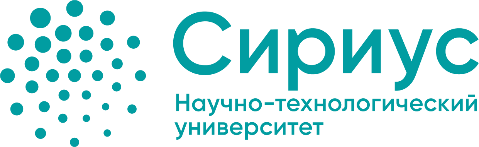 Сириус
Научно-технологический
университет